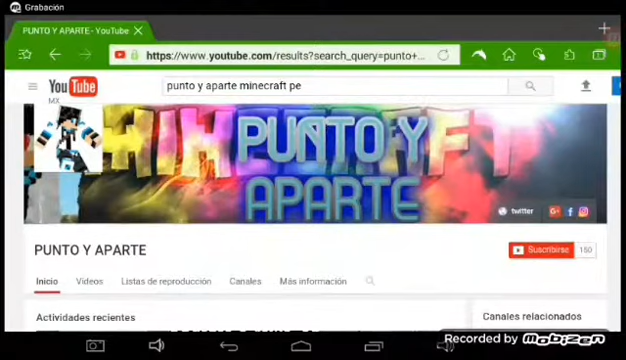 Grabación
PUNTO Y APARTE - YouTube
https://www.youtube.com/results?search_query=punto+...
YouTube
MX
punto y aparte minecraft pe
PUNTO Y
APARTE
twitter
PUNTO Y APARTE
Suscribirse 150
Inicio Vídeos Listas de reproducción Canales Más información
Actividades recientes
Canales relacionados
Recorded by Mobizen